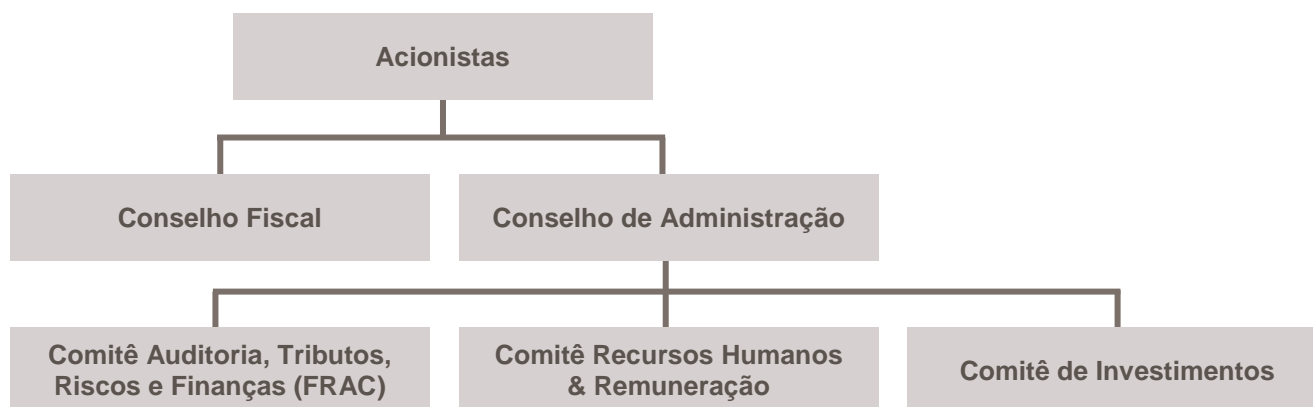 Acionistas
Conselho Fiscal
Conselho de Administração
Comitê Auditoria, Tributos,
Riscos e Finanças (FRAC)
Comitê Recursos Humanos
& Remuneração
Comitê de Investimentos